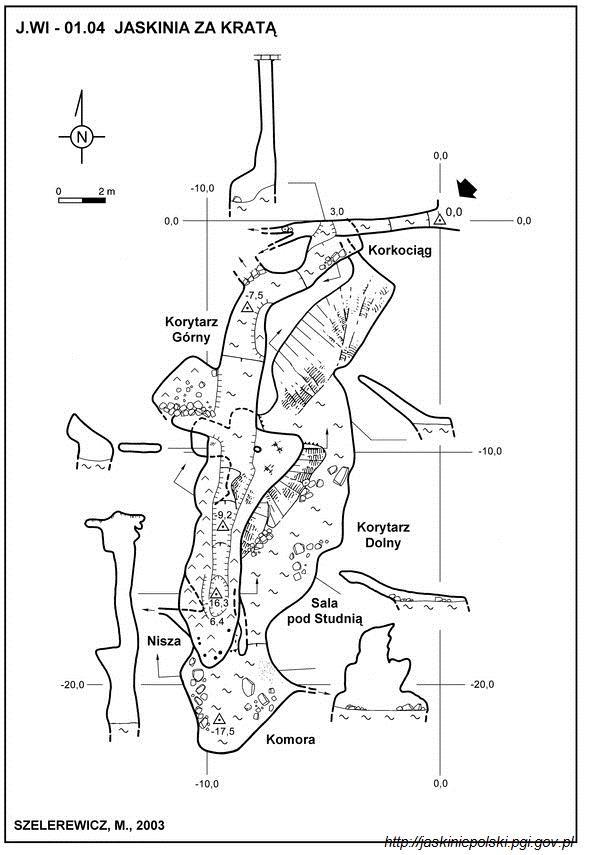 J.WI - 01.04 JASKINIA ZA KRATĄ
N
0 2 m
0,0
-10,0
0,0
3,0
0,0
0,0
Korkociąg
-7,5
Korytarz
Górny
-10,0
-9,2
Korytarz
Dolny
16,3
6,4
Sala
pod Studnią
Nisza
-20,0
-20,0
-17,5
Komora
-10,0
0,0
SZELEREWICZ, M., 2003
http://jaskiniepolski.pgi.gov.pl